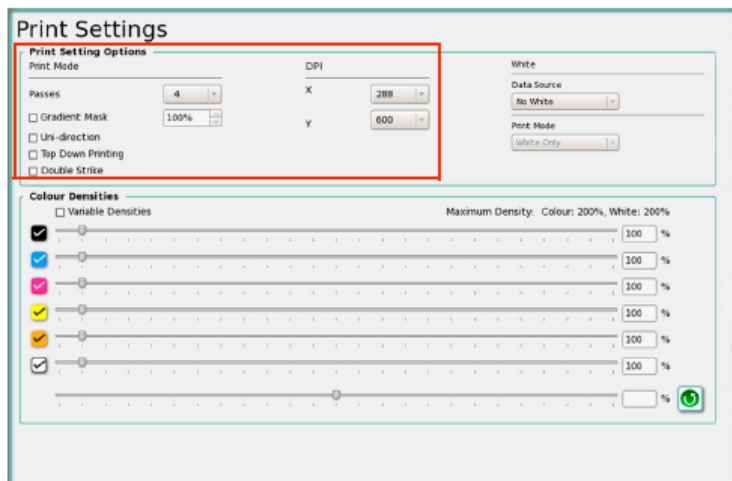 Print Settings
Print Setting Options
Print Mode
Passes
4
Gradient Mask
100%
Uni-direction
Top Down Printing
Double Strike
DPI
X
288
Y
600
White
Data Source
No White
Print Mode
White Only
Colour Densities
Variable Densities
Maximum Density: Colour: 200%, White: 200%
100 %
100 %
100 %
100 %
100 %
100 %
%